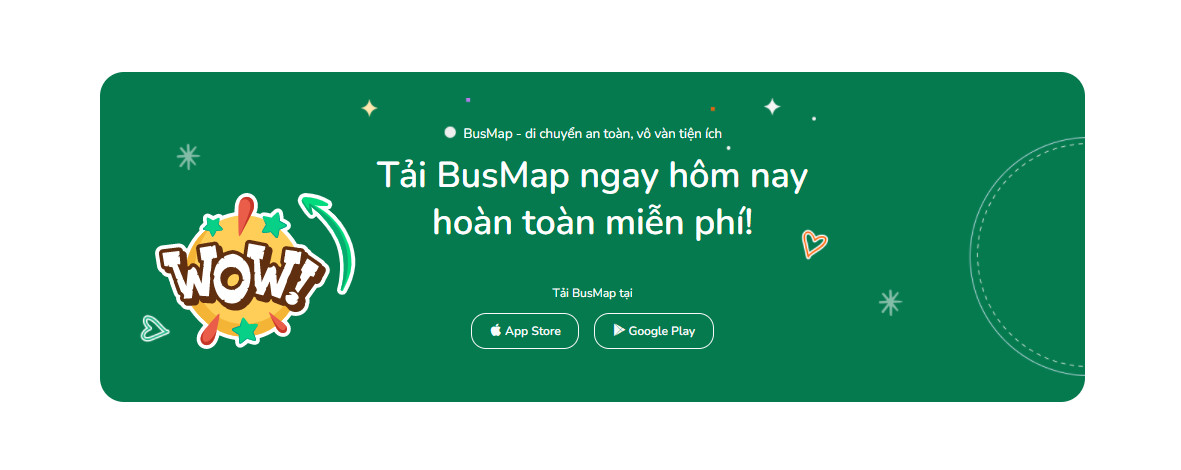 BusMap - di chuyển an toàn, vô vàn tiện ích
Tải BusMap ngay hôm nay
hoàn toàn miễn phí!
WOW!
Tải BusMap tại
App Store
Google Play